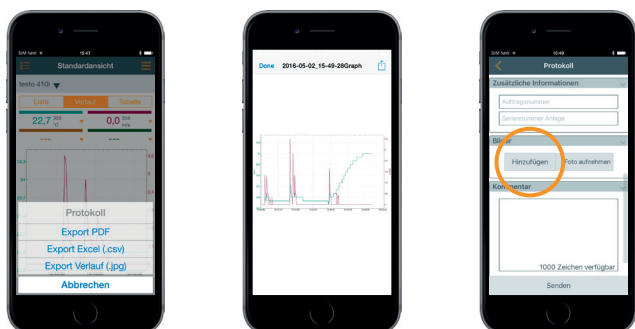 SIM fehlt
15:47
Standardansicht
testo 410i
Liste
Verlauf
Tabelle
22,7
°C
0,0
m/s
Protokoll
Export PDF
Export Excel (.csv)
Export Verlauf (.jpg)
Abbrechen
Done
2016-05-02_15-49-28Graph
SIM fehlt
Protokoll
Zusätzliche Informationen
Auftragsnummer
Seriennummer Anlage
Bilder
Hinzufügen
Foto aufnehmen
Kommentar
1000 Zeichen verfügbar
Senden